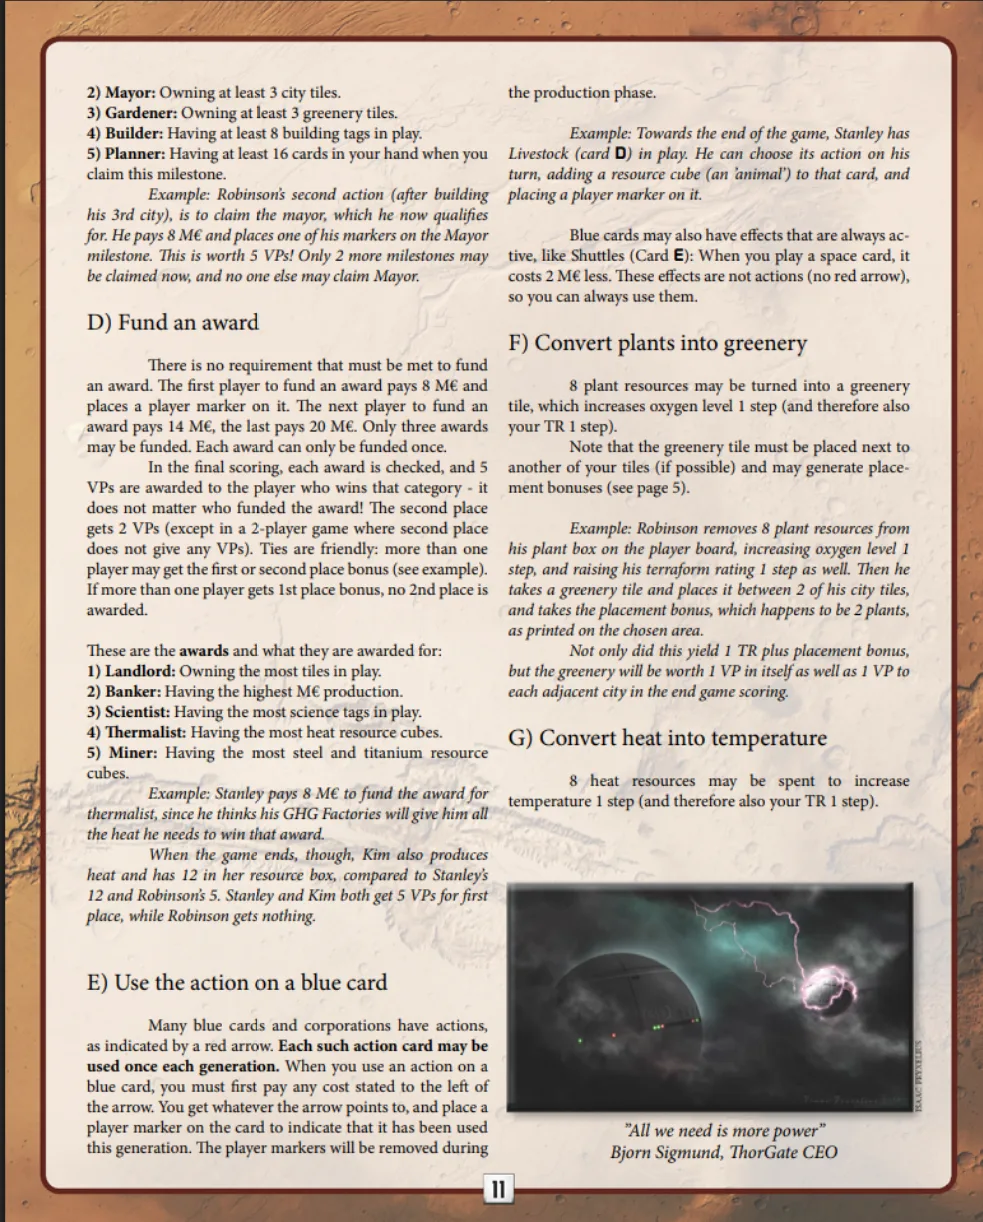 2) Mayor: Owning at least 3 city tiles.
3) Gardener: Owning at least 3 greenery tiles.
4) Builder: Having at least 8 building tags in play.
5) Planner: Having at least 16 cards in your hand when you
claim this milestone.
Example: Robinson's second action (after building
his 3rd city), is to claim the mayor, which he now qualifies
for. He pays 8 M€ and places one of his markers on the Mayor
milestone. This is worth 5 VPs! Only 2 more milestones may
be claimed now, and no one else may claim Mayor.
D) Fund an award
There is no requirement that must be met to fund
an award. The first player to fund an award pays 8 M€ and
places a player marker on it. The next player to fund an
award pays 14 M€, the last pays 20 M€. Only three awards
may be funded. Each award can only be funded once.
In the final scoring, each award is checked, and 5
VPs are awarded to the player who wins that category - it
does not matter who funded the award! The second place
gets 2 VPs (except in a 2-player game where second place
does not give any VPs). Ties are friendly: more than one
player may get the first or second place bonus (see example).
If more than one player gets 1st place bonus, no 2nd place is
awarded.
These are the awards and what they are awarded for:
1) Landlord: Owning the most tiles in play.
2) Banker: Having the highest M€ production.
3) Scientist: Having the most science tags in play.
4) Thermalist: Having the most heat resource cubes.
5) Miner: Having the most steel and titanium resource
cubes.
Example: Stanley pays 8 M€ to fund the award for
thermalist, since he thinks his GHG Factories will give him all
the heat he needs to win that award.
When the game ends, though, Kim also produces
heat and has 12 in her resource box, compared to Stanley's
12 and Robinson's 5. Stanley and Kim both get 5 VPs for first
place, while Robinson gets nothing.
E) Use the action on a blue card
Many blue cards and corporations have actions,
as indicated by a red arrow. Each such action card may be
used once each generation. When you use an action on a
blue card, you must first pay any cost stated to the left of
the arrow. You get whatever the arrow points to, and place a
player marker on the card to indicate that it has been used
this generation. The player markers will be removed during
the production phase.
Example: Towards the end of the game, Stanley has
Livestock (card D) in play. He can choose its action on his
turn, adding a resource cube (an 'animal') to that card, and
placing a player marker on it.
Blue cards may also have effects that are always ac-
tive, like Shuttles (Card E): When you play a space card, it
costs 2 M€ less. These effects are not actions (no red arrow),
so you can always use them.
F) Convert plants into greenery
8 plant resources may be turned into a greenery
tile, which increases oxygen level 1 step (and therefore also
your TR 1 step).
Note that the greenery tile must be placed next to
another of your tiles (if possible) and may generate place-
ment bonuses (see page 5).
Example: Robinson removes 8 plant resources from
his plant box on the player board, increasing oxygen level 1
step, and raising his terraform rating 1 step as well. Then he
takes a greenery tile and places it between 2 of his city tiles,
and takes the placement bonus, which happens to be 2 plants,
as printed on the chosen area.
Not only did this yield 1 TR plus placement bonus,
but the greenery will be worth 1 VP in itself as well as 1 VP to
each adjacent city in the end game scoring.
G) Convert heat into temperature
8 heat resources may be spent to increase
temperature 1 step (and therefore also your TR 1 step).
ISAAC FRYXELIUS
"All we need is more power"
Bjorn Sigmund, ThorGate CEO
11